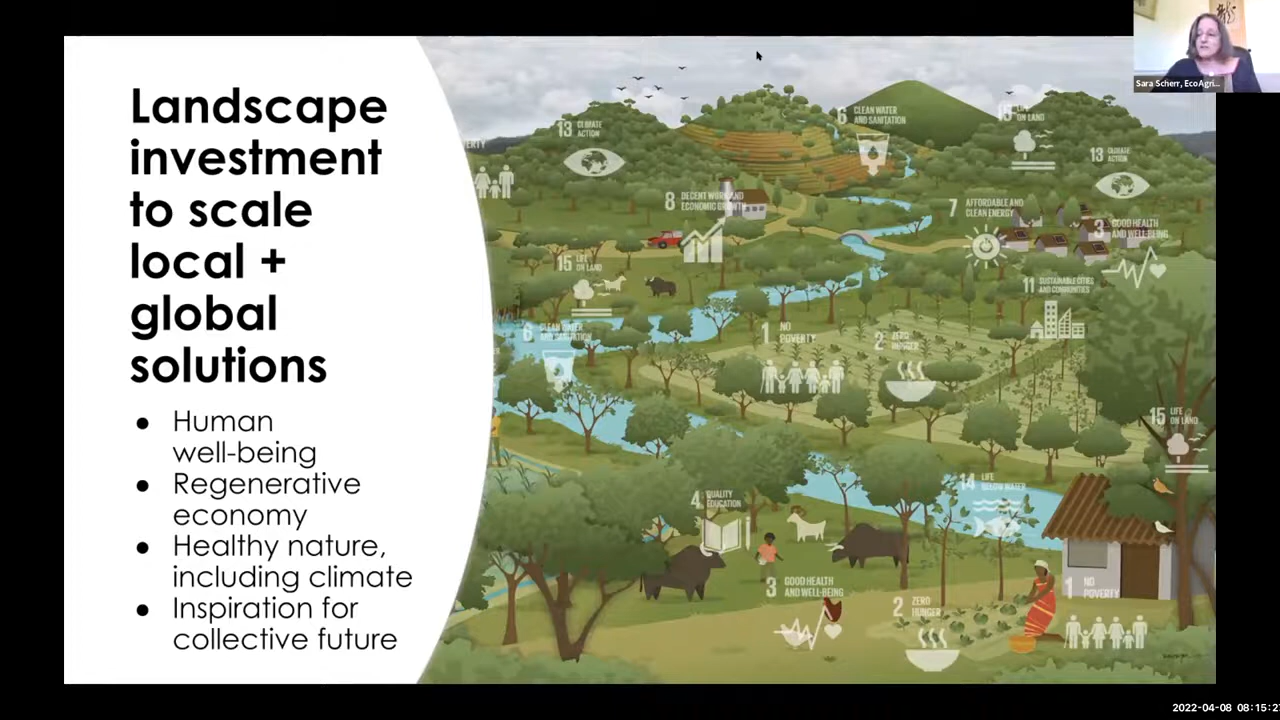 Landscape
investment
to scale
local +
global
solutions
● Human
well-being
● Regenerative
economy
● Healthy nature,
including climate
● Inspiration for
collective future
13 CLIMATE
ACTION
6 CLEAN WATER
AND SANITATION
ON LAND
13 CLIMATE
ACTION
8 DECENT WORK AND
ECONOMIC GROWTH
7 AFFORDABLE AND
CLEAN ENERGY
3 GOOD HEALTH
AND WELL-BEING
15 LIFE
ON LAND
11 SUSTAINABLE CITIES
AND COMMUNITIES
6 CLEAN WATER
AND SANITATION
1 NO
POVERTY
2 ZERO
HUNGER
15 LIFE
ON LAND
14 LIFE
BELOW WATER
4 QUALITY
EDUCATION
3 GOOD HEALTH
AND WELL-BEING
2 ZERO
HUNGER
1 NO
POVERTY
Sara Scherr, EcoAgri...
2022-04-08 08:15:2